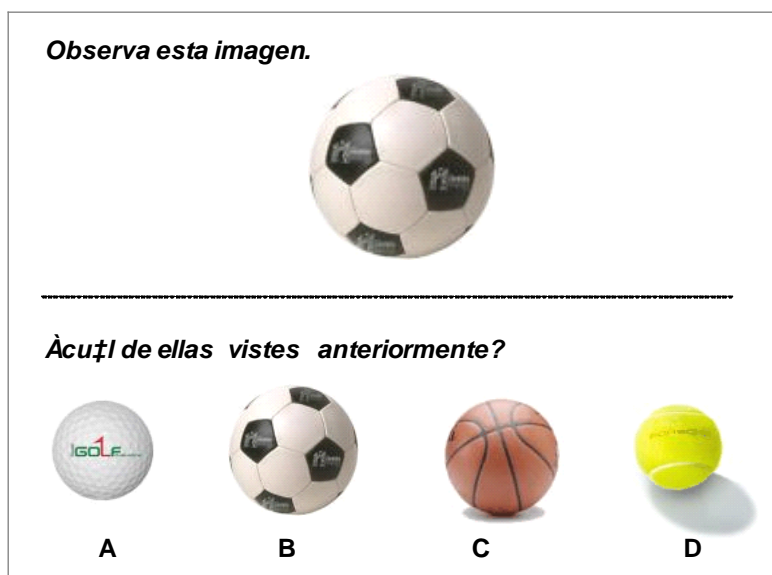 Observa esta imagen.
Àcu‡l de ellas vistes anteriormente?
GOLF
A B C D